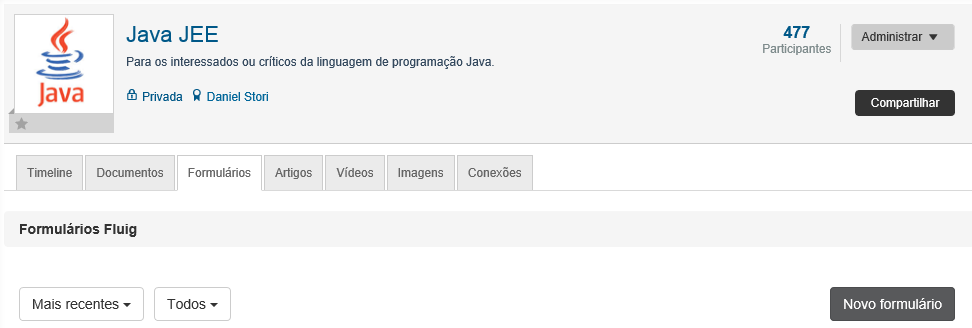 Java
Java JEE
477
Participantes
Administrar
Para os interessados ou críticos da linguagem de programação Java.
Privada Daniel Stori
Compartilhar
Timeline Documentos Formulários Artigos Vídeos Imagens Conexões
Formulários Fluig
Mais recentes Todos Novo formulário